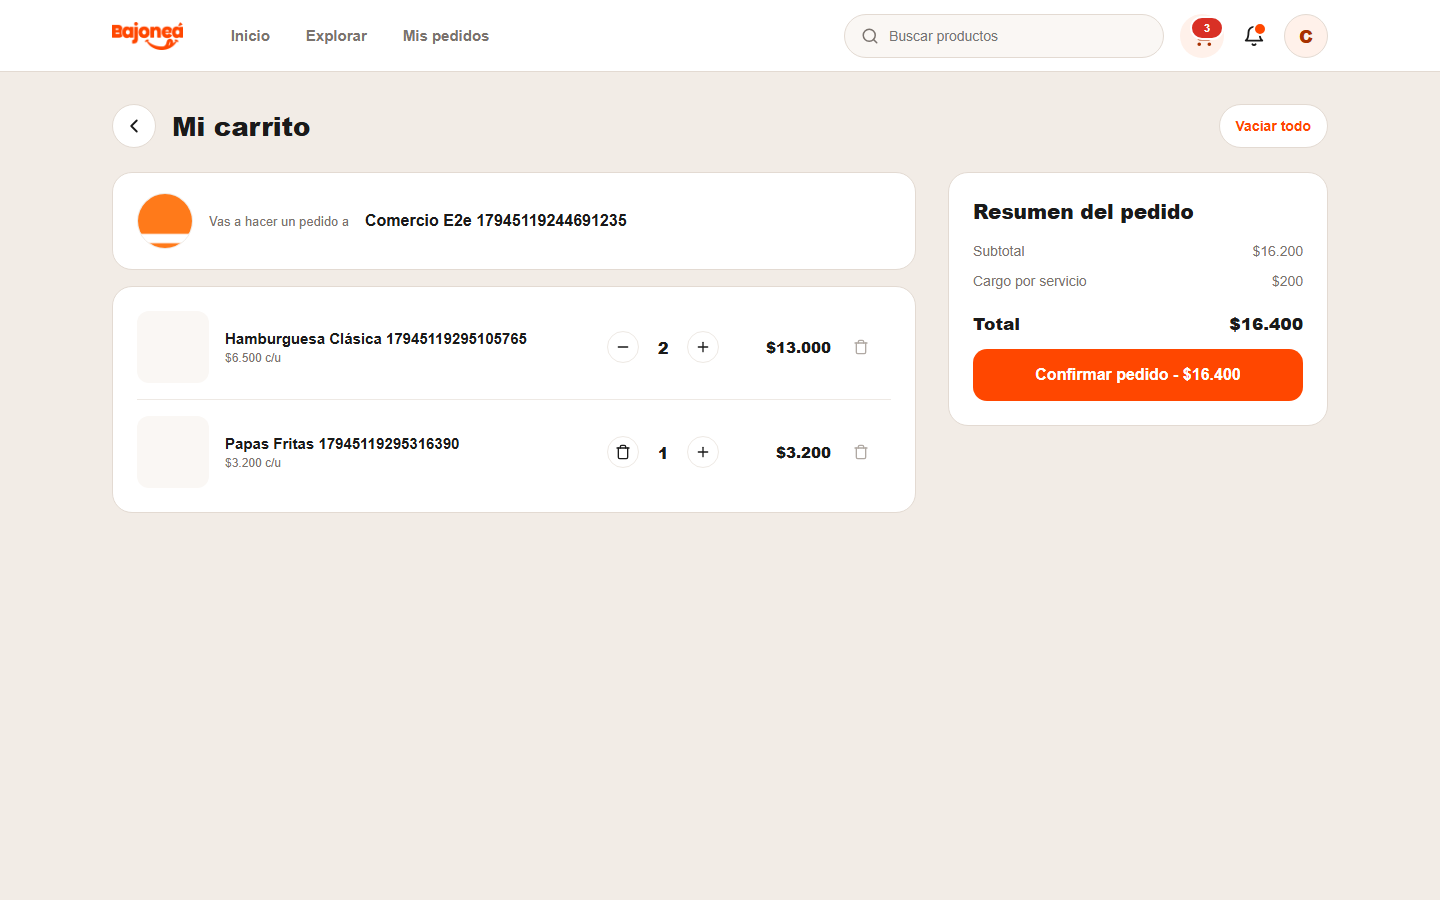 Bajoneá
Inicio
Explorar
Mis pedidos
Buscar productos
3
C
Mi carrito
Vaciar todo
Vas a hacer un pedido a Comercio E2e 17945119244691235
Hamburguesa Clásica 17945119295105765
$6.500 c/u
2
$13.000
Papas Fritas 17945119295316390
$3.200 c/u
1
$3.200
Resumen del pedido
Subtotal $16.200
Cargo por servicio $200
Total $16.400
Confirmar pedido - $16.400